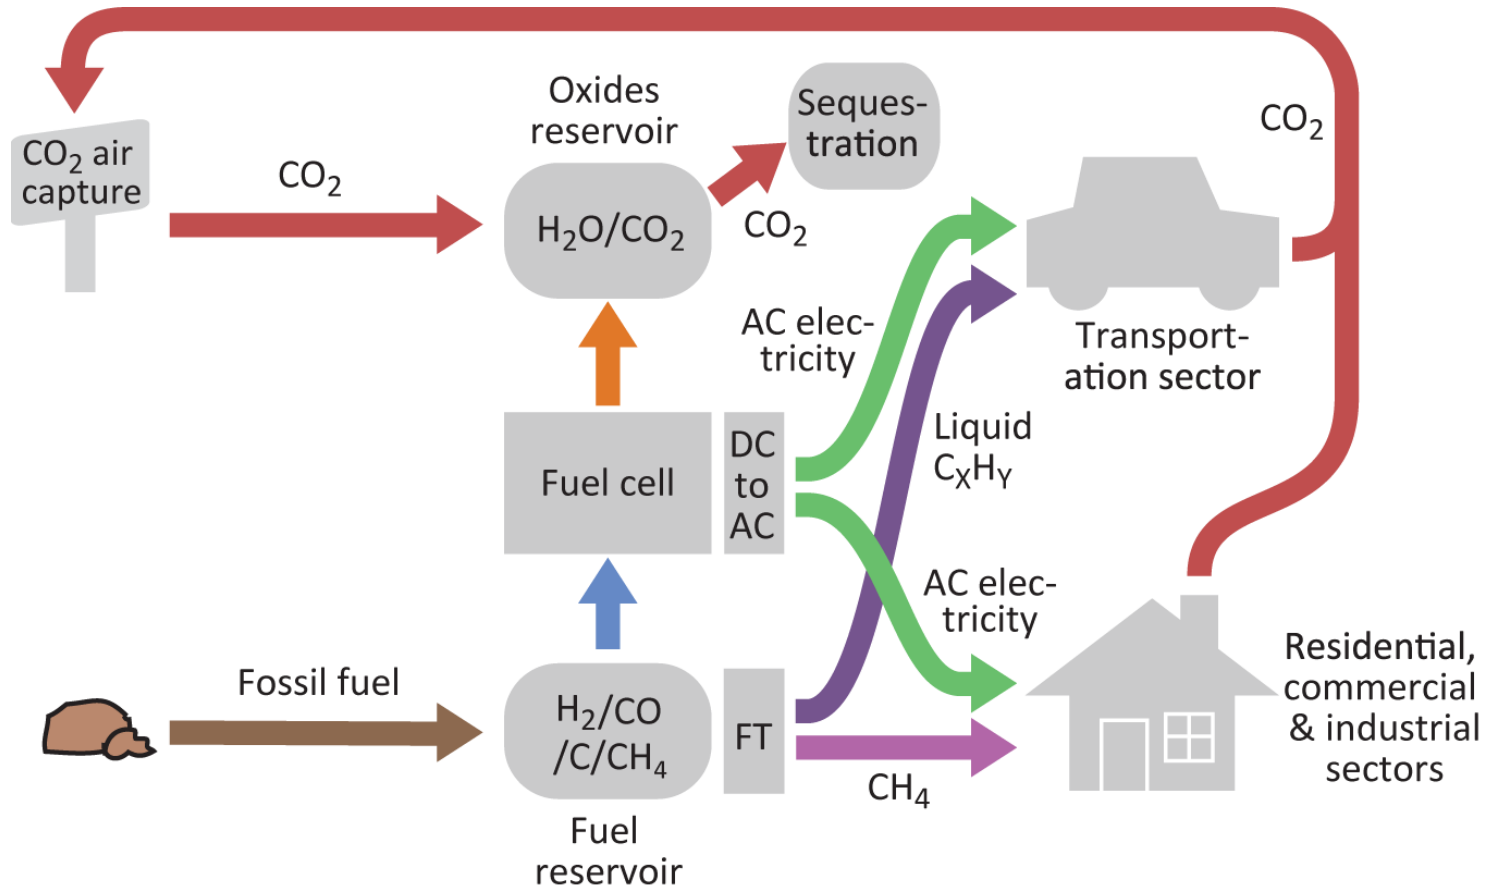 CO₂ air
capture
CO₂
Oxides
reservoir
H₂O/CO₂
Seques-
tration
CO₂
CO₂
AC elec-
tricity
Transport-
ation sector
Liquid
CₓHᵧ
Fuel cell
DC
to
AC
AC elec-
tricity
Fossil fuel
H₂/CO
/C/CH₄
FT
CH₄
Fuel
reservoir
Residential,
commercial
& industrial
sectors